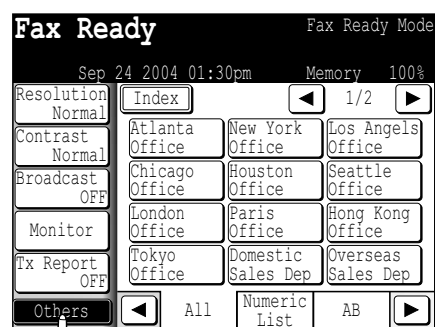 Fax Ready
Fax Ready Mode
Sep 24 2004 01:30pm Memory 100%
Resolution
Normal
Contrast
Normal
Broadcast
OFF
Monitor
Tx Report
OFF
Others
Index
1/2
Atlanta
Office
New York
Office
Los Angels
Office
Chicago
Office
Houston
Office
Seattle
Office
London
Office
Paris
Office
Hong Kong
Office
Tokyo
Office
Domestic
Sales Dep
Overseas
Sales Dep
All
Numeric
List
AB